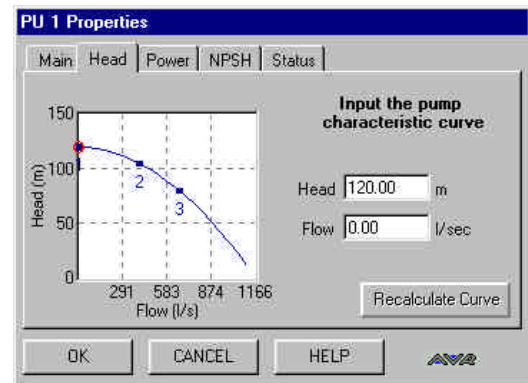 PU 1 Properties
Main Head Power NPSH Status
150
100
50
0
Head (m)
2
3
291 583 874 1166
Flow (l/s)
Input the pump
characteristic curve
Head 120.00 m
Flow 0.00 l/sec
Recalculate Curve
OK CANCEL HELP